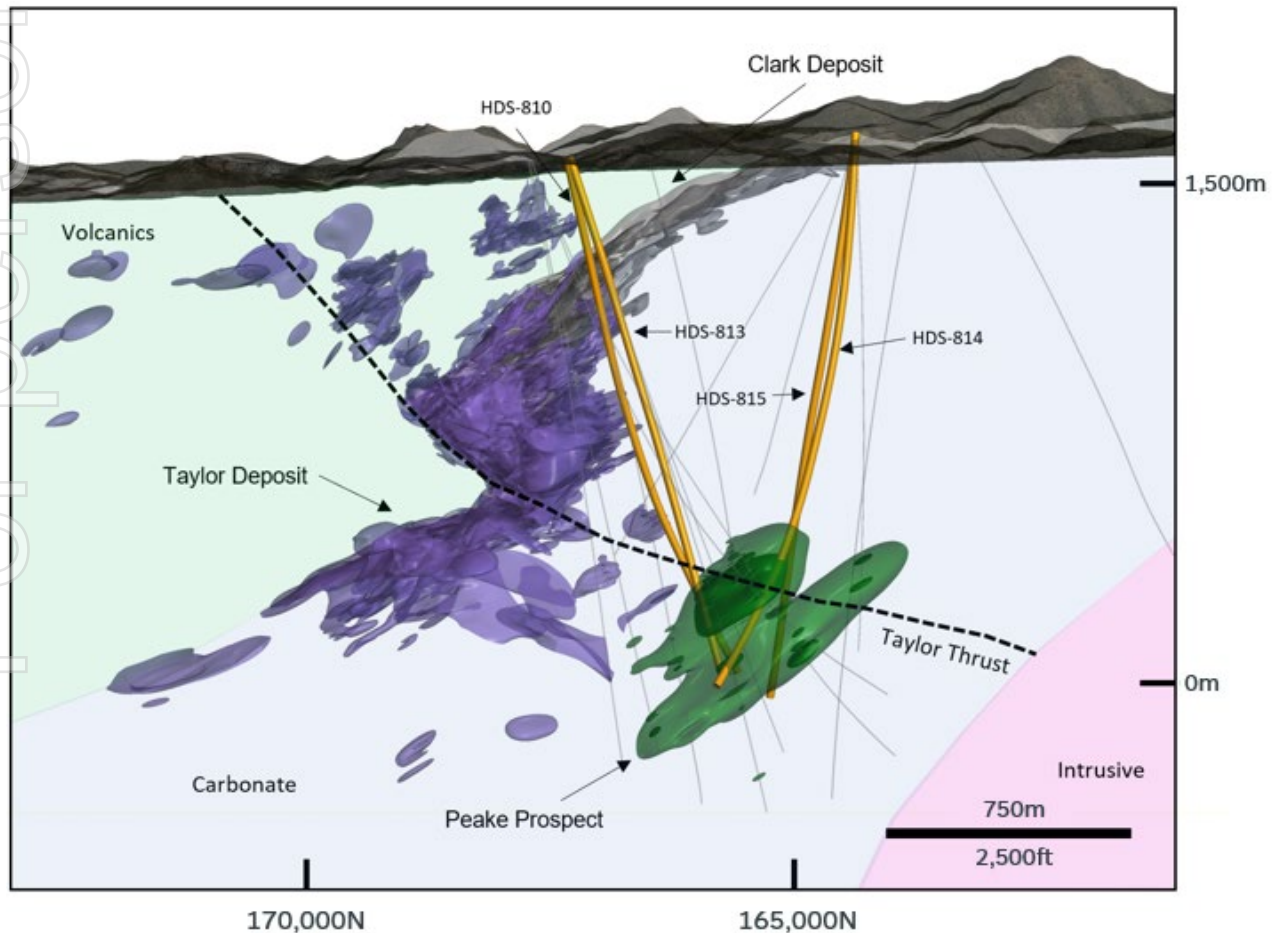 Clark Deposit
HDS-810
1,500m
Volcanics
HDS-813
HDS-814
HDS-815
Taylor Deposit
Taylor Thrust
0m
Carbonate
Intrusive
750m
Peake Prospect
2,500ft
170,000N
165,000N